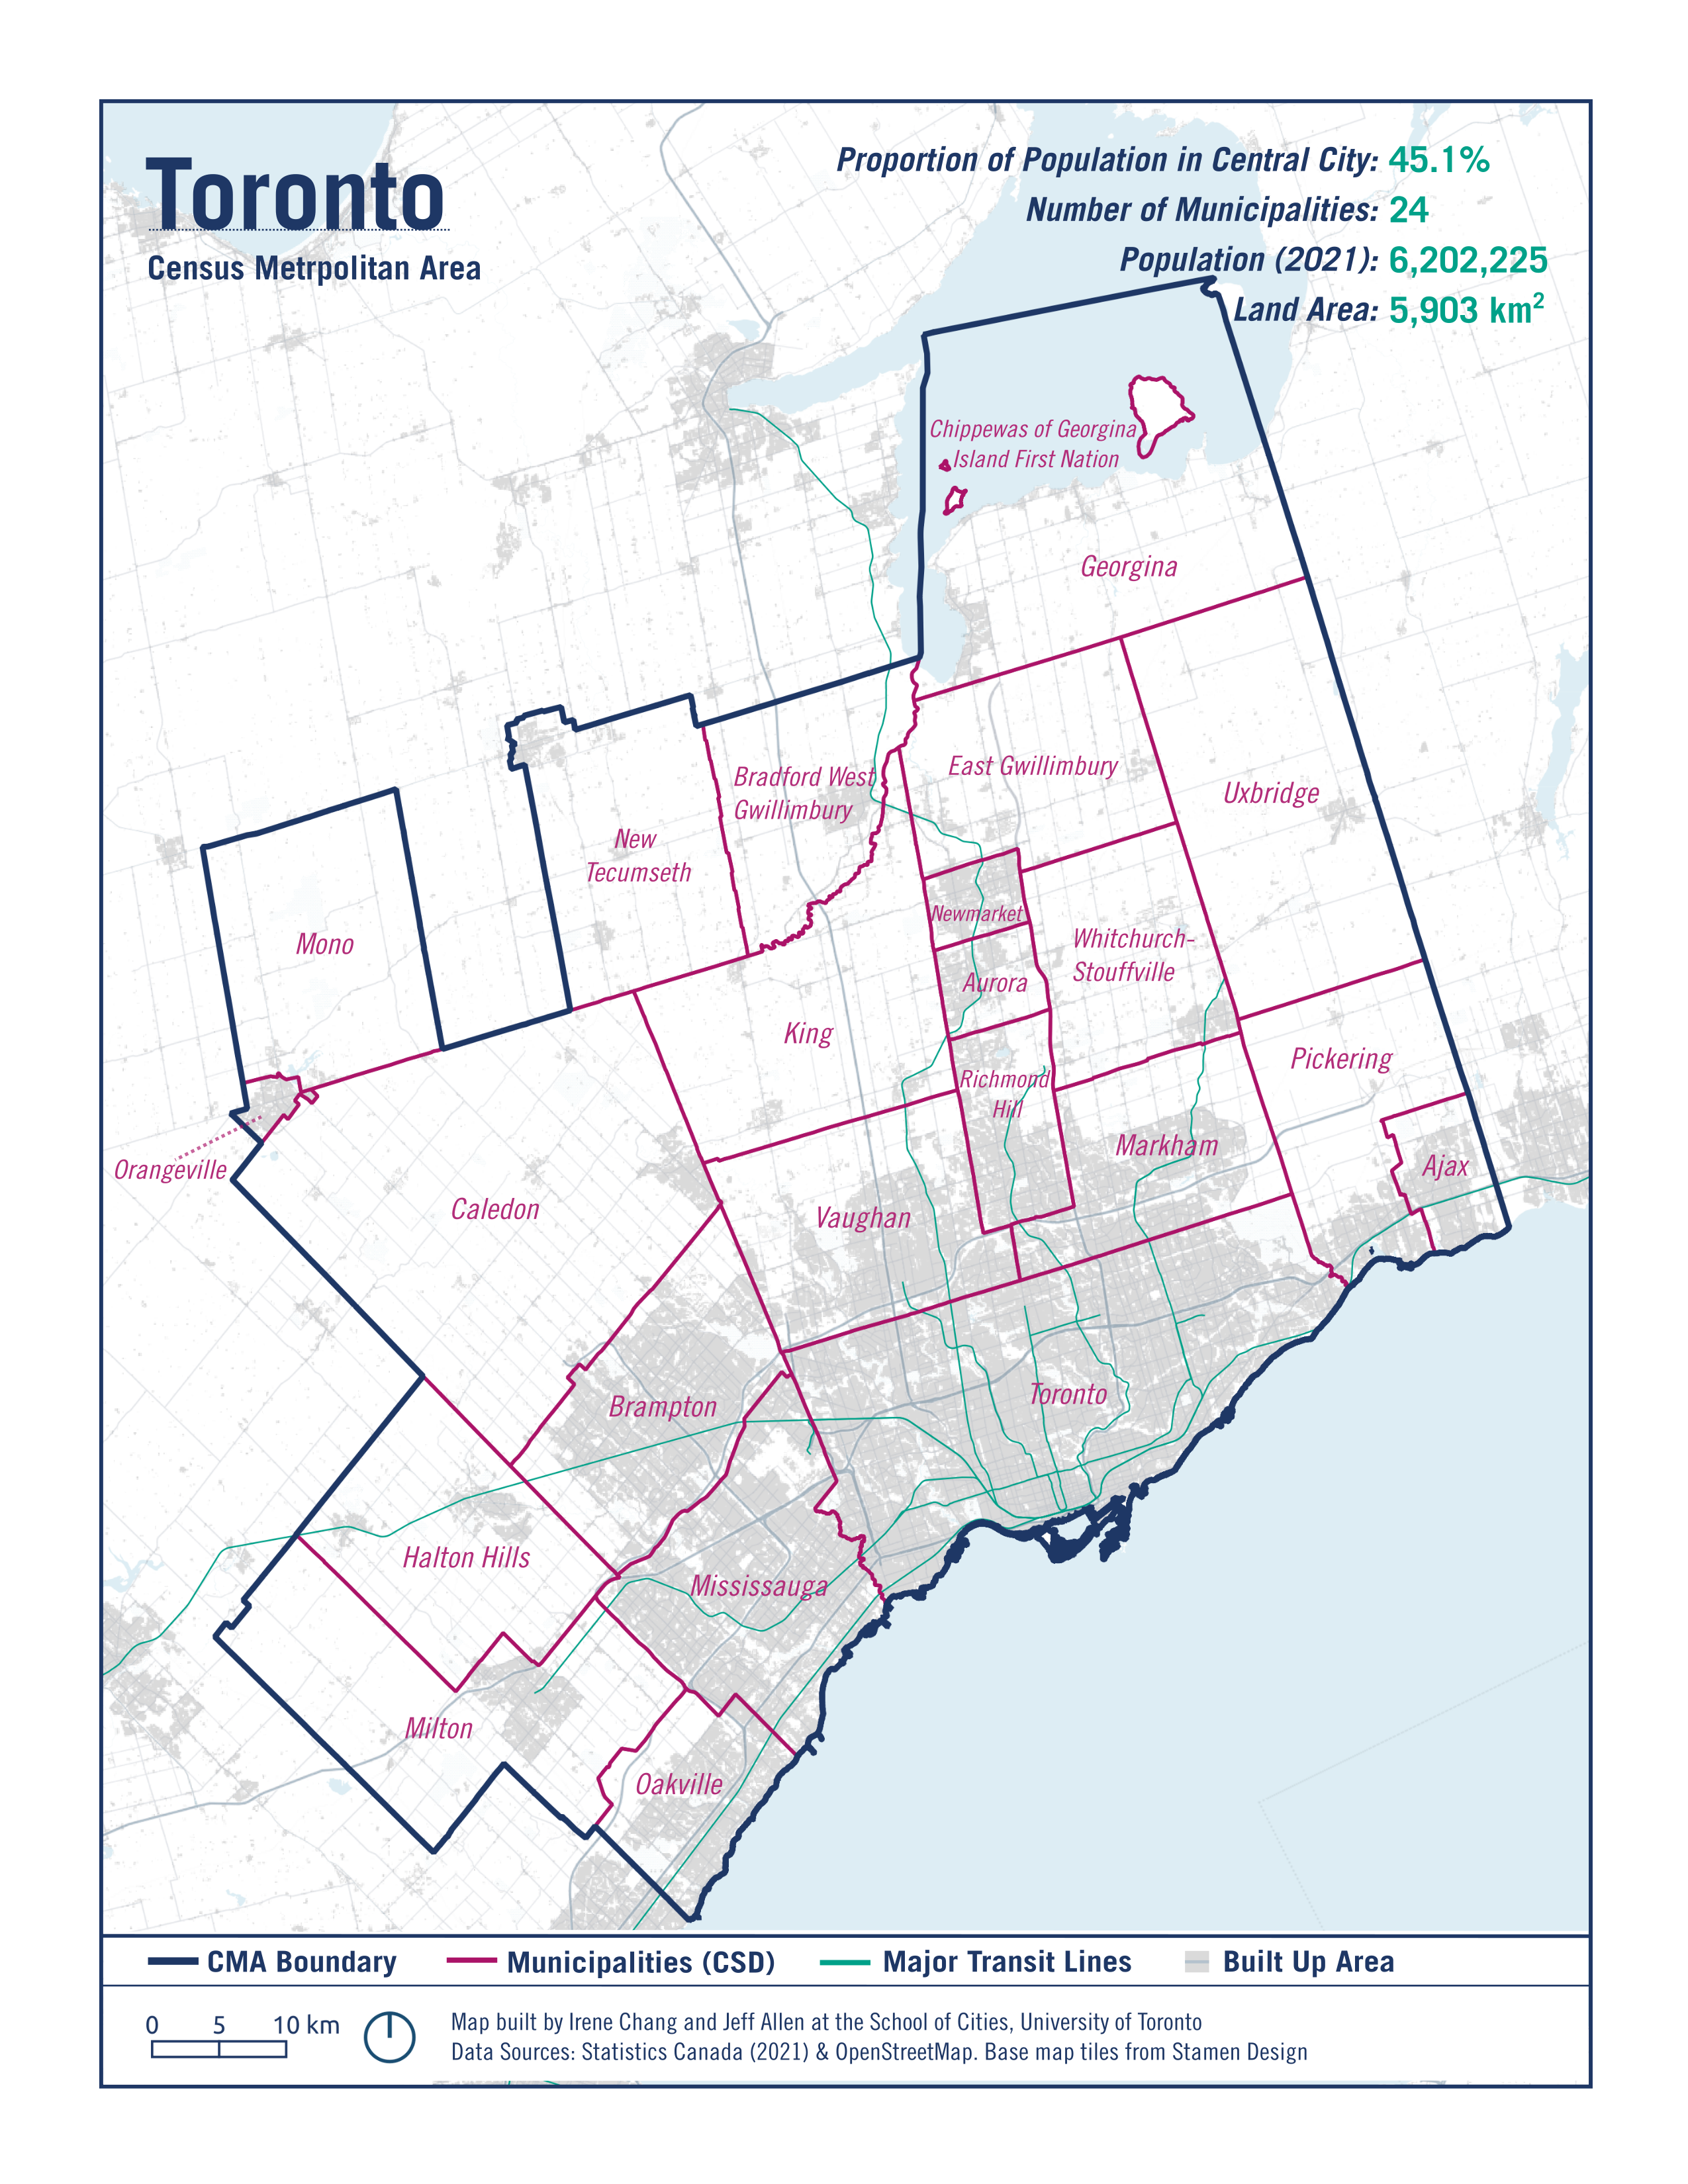 Toronto
Census Metrpolitan Area
Proportion of Population in Central City: 45.1%
Number of Municipalities: 24
Population (2021): 6,202,225
Land Area: 5,903 km²
Chippewas of Georgina
Island First Nation
Georgina
East Gwillimbury
Bradford West
Gwillimbury
Uxbridge
New
Tecumseth
Newmarket
Whitchurch-
Stouffville
Mono
Aurora
King
Pickering
Richmond
Hill
Markham
Ajax
Orangeville
Caledon
Vaughan
Toronto
Brampton
Halton Hills
Mississauga
Milton
Oakville
CMA Boundary
Municipalities (CSD)
Major Transit Lines
Built Up Area
0 5 10 km
Map built by Irene Chang and Jeff Allen at the School of Cities, University of Toronto
Data Sources: Statistics Canada (2021) & OpenStreetMap. Base map tiles from Stamen Design